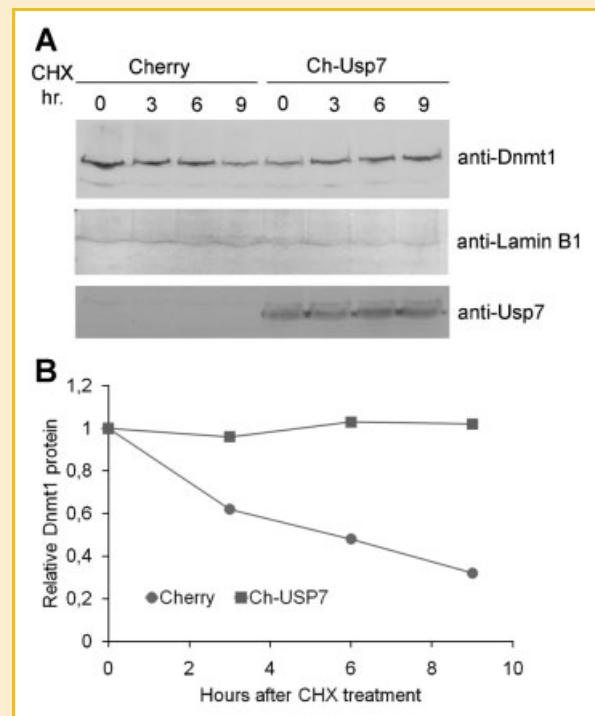 A
CHX hr.
Cherry
Ch-Usp7
0 3 6 9 0 3 6 9
anti-Dnmt1
anti-Lamin B1
anti-Usp7
B
Relative Dnmt1 protein
1,2
1
0,8
0,6
0,4
0,2
0
Cherry
Ch-USP7
0 2 4 6 8 10
Hours after CHX treatment